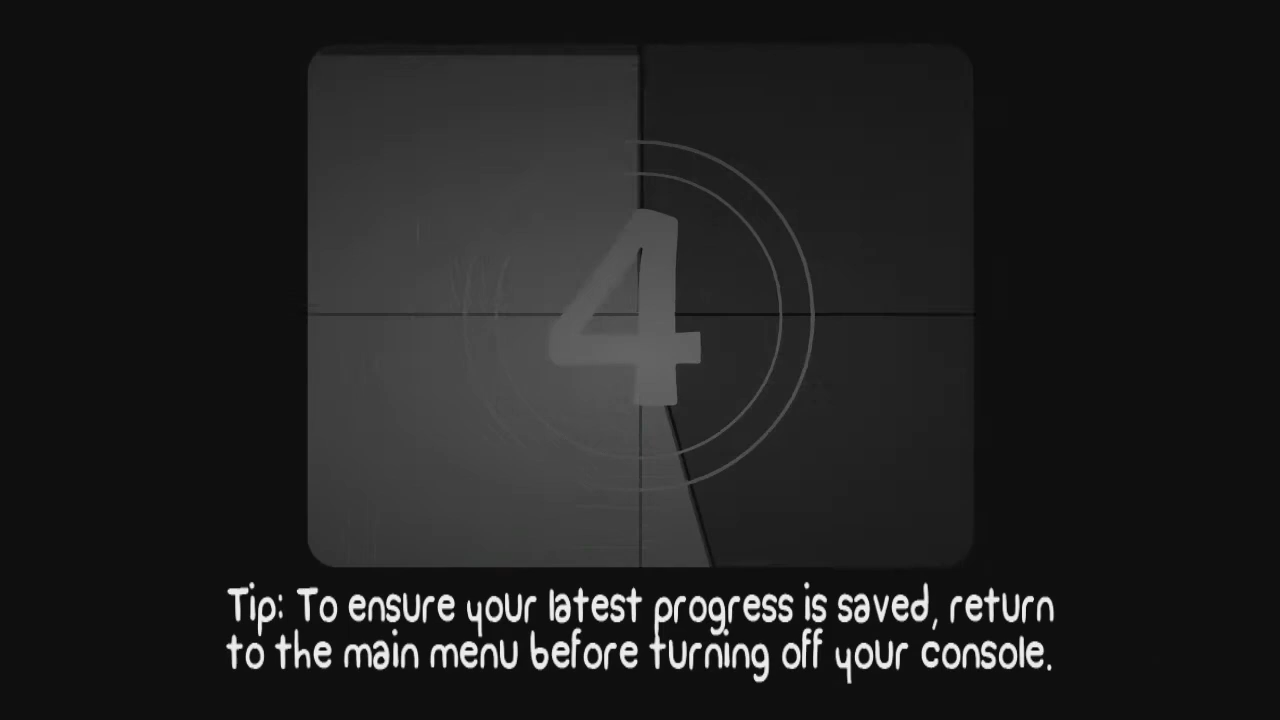 4
Tip: To ensure your latest progress is saved, return
to the main menu before turning off your console.